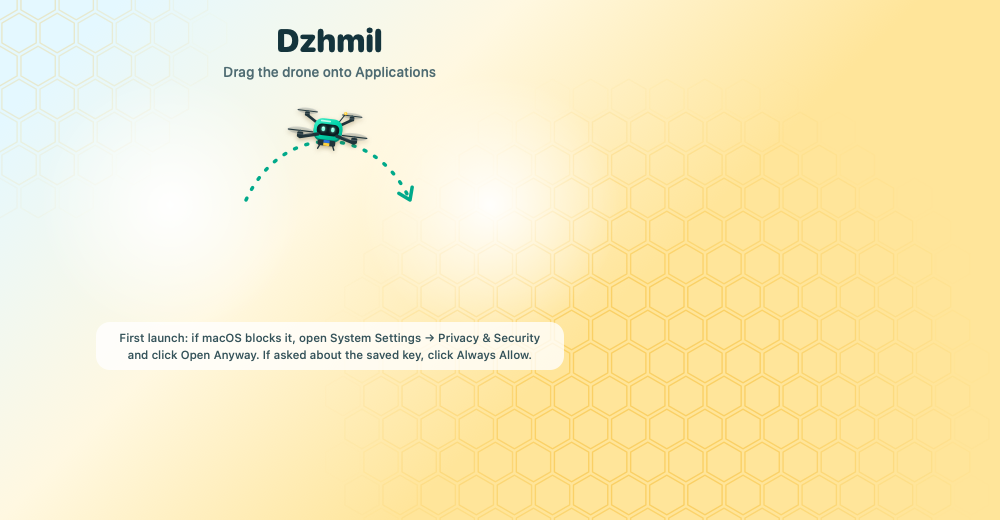 Dzhmil
Drag the drone onto Applications
First launch: if macOS blocks it, open System Settings → Privacy & Security
and click Open Anyway. If asked about the saved key, click Always Allow.